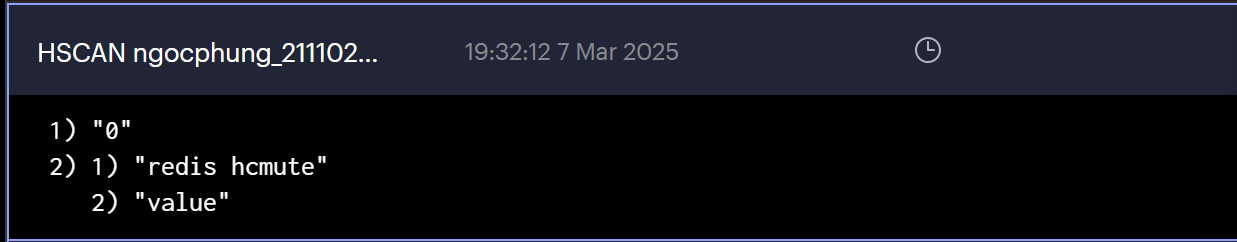 HSCAN ngocphung_211102...
19:32:12 7 Mar 2025
1) "0"
2) 1) "redis hcmute"
2) "value"